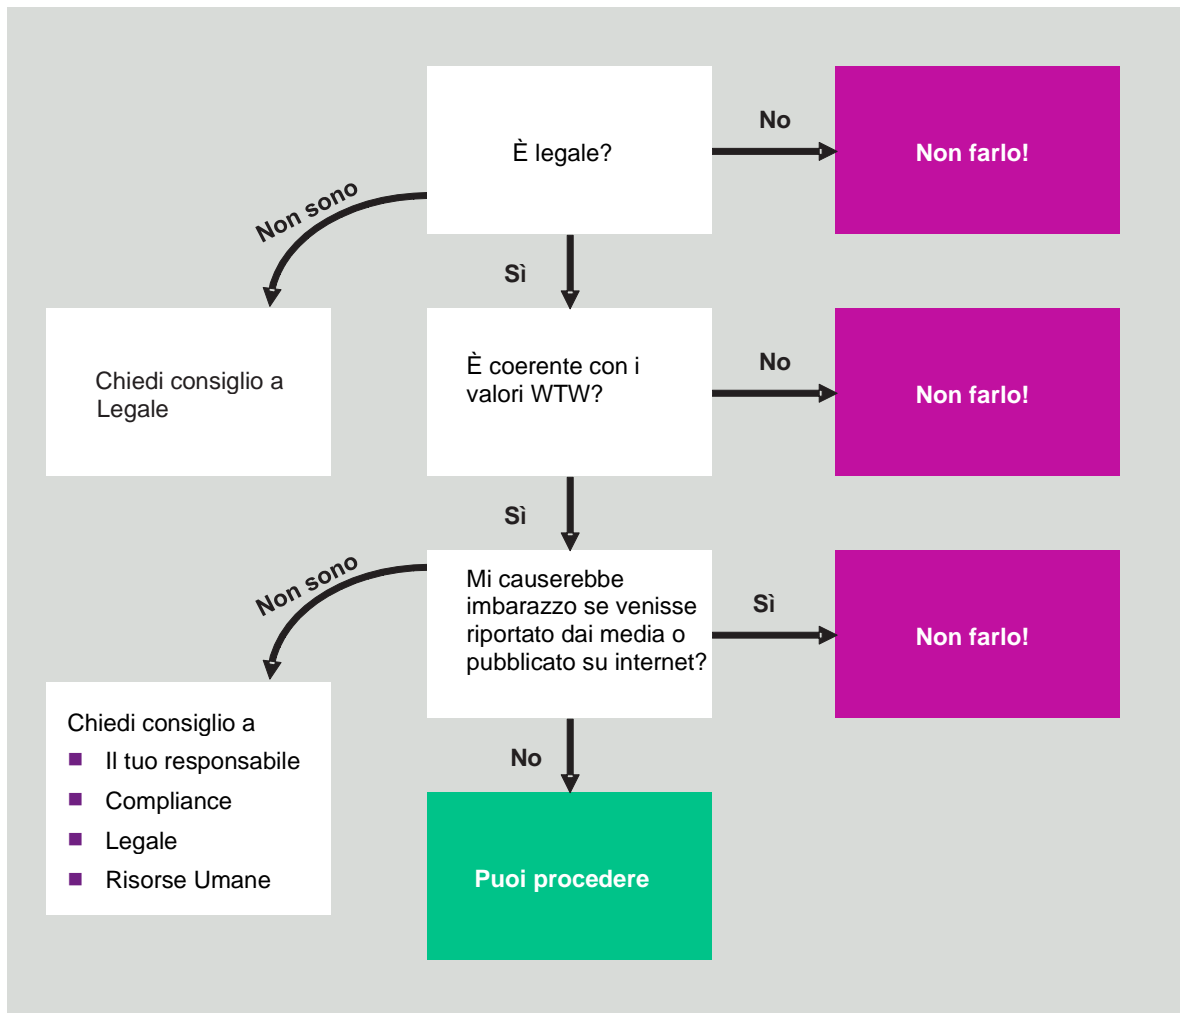 È legale?
No
Non farlo!
Non sono
Sì
Chiedi consiglio a
Legale
È coerente con i
valori WTW?
No
Non farlo!
Sì
Non sono
Mi causerebbe
imbarazzo se venisse
riportato dai media o
pubblicato su internet?
Sì
Non farlo!
Chiedi consiglio a
Il tuo responsabile
Compliance
Legale
Risorse Umane
No
Puoi procedere